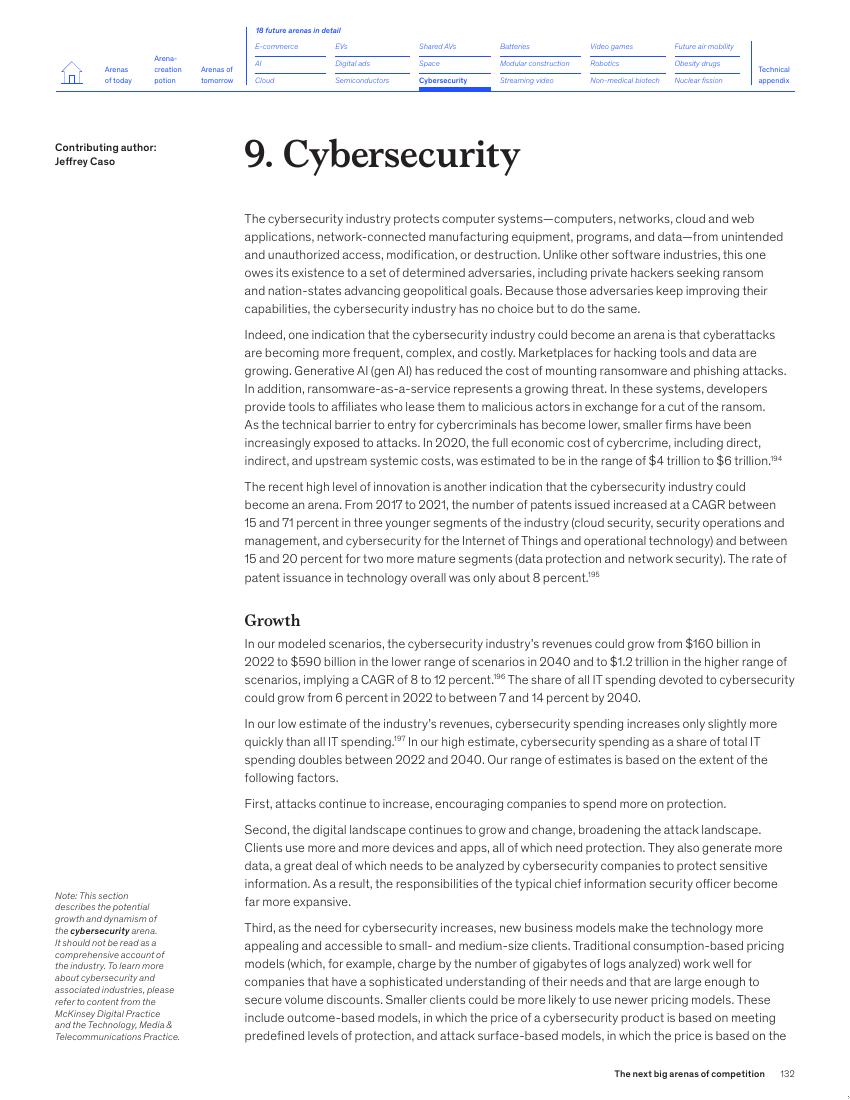 18 future arenas in detail
E-commerce EVs Shared AVs Batteries Video games Future air mobility
AI Digital ads Space Modular construction Robotics Obesity drugs
Cloud Semiconductors Cybersecurity Streaming video Non-medical biotech Nuclear fission
Arenas
of today
Arena-
creation
potion
Arenas of
tomorrow
Technical
appendix
Contributing author:
Jeffrey Caso
9. Cybersecurity
The cybersecurity industry protects computer systems—computers, networks, cloud and web
applications, network-connected manufacturing equipment, programs, and data—from unintended
and unauthorized access, modification, or destruction. Unlike other software industries, this one
owes its existence to a set of determined adversaries, including private hackers seeking ransom
and nation-states advancing geopolitical goals. Because those adversaries keep improving their
capabilities, the cybersecurity industry has no choice but to do the same.
Indeed, one indication that the cybersecurity industry could become an arena is that cyberattacks
are becoming more frequent, complex, and costly. Marketplaces for hacking tools and data are
growing. Generative AI (gen AI) has reduced the cost of mounting ransomware and phishing attacks.
In addition, ransomware-as-a-service represents a growing threat. In these systems, developers
provide tools to affiliates who lease them to malicious actors in exchange for a cut of the ransom.
As the technical barrier to entry for cybercriminals has become lower, smaller firms have been
increasingly exposed to attacks. In 2020, the full economic cost of cybercrime, including direct,
indirect, and upstream systemic costs, was estimated to be in the range of $4 trillion to $6 trillion.194
The recent high level of innovation is another indication that the cybersecurity industry could
become an arena. From 2017 to 2021, the number of patents issued increased at a CAGR between
15 and 71 percent in three younger segments of the industry (cloud security, security operations and
management, and cybersecurity for the Internet of Things and operational technology) and between
15 and 20 percent for two more mature segments (data protection and network security). The rate of
patent issuance in technology overall was only about 8 percent.195
Growth
In our modeled scenarios, the cybersecurity industry's revenues could grow from $160 billion in
2022 to $590 billion in the lower range of scenarios in 2040 and to $1.2 trillion in the higher range of
scenarios, implying a CAGR of 8 to 12 percent.196 The share of all IT spending devoted to cybersecurity
could grow from 6 percent in 2022 to between 7 and 14 percent by 2040.
In our low estimate of the industry's revenues, cybersecurity spending increases only slightly more
quickly than all IT spending.197 In our high estimate, cybersecurity spending as a share of total IT
spending doubles between 2022 and 2040. Our range of estimates is based on the extent of the
following factors.
First, attacks continue to increase, encouraging companies to spend more on protection.
Second, the digital landscape continues to grow and change, broadening the attack landscape.
Clients use more and more devices and apps, all of which need protection. They also generate more
data, a great deal of which needs to be analyzed by cybersecurity companies to protect sensitive
information. As a result, the responsibilities of the typical chief information security officer become
far more expansive.
Third, as the need for cybersecurity increases, new business models make the technology more
appealing and accessible to small- and medium-size clients. Traditional consumption-based pricing
models (which, for example, charge by the number of gigabytes of logs analyzed) work well for
companies that have a sophisticated understanding of their needs and that are large enough to
secure volume discounts. Smaller clients could be more likely to use newer pricing models. These
include outcome-based models, in which the price of a cybersecurity product is based on meeting
predefined levels of protection, and attack surface-based models, in which the price is based on the
Note: This section
describes the potential
growth and dynamism of
the cybersecurity arena.
It should not be read as a
comprehensive account of
the industry. To learn more
about cybersecurity and
associated industries, please
refer to content from the
McKinsey Digital Practice
and the Technology, Media &
Telecommunications Practice.
The next big arenas of competition 132